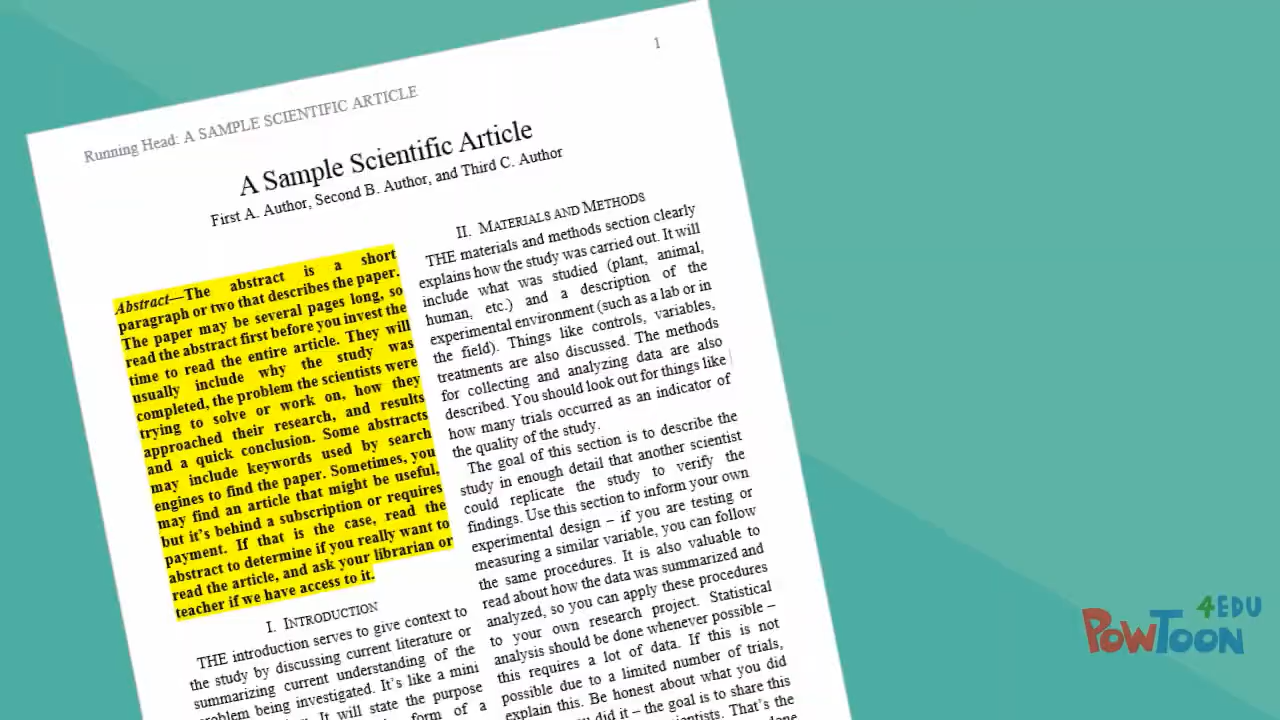 1
Running Head: A SAMPLE SCIENTIFIC ARTICLE
A Sample Scientific Article
First A. Author, Second B. Author, and Third C. Author
Abstract—The abstract is a short
paragraph or two that describes the paper.
The paper may be several pages long, so
read the abstract first before you invest the
time to read the entire article. They will
usually include why the study was
completed, the problem the scientists were
trying to solve or work on, how they
approached their research, and results
and a quick conclusion. Some abstracts
may include keywords used by search
engines to find the paper. Sometimes, you
may find an article that might be useful,
but it's behind a subscription or requires
payment. If that is the case, read the
abstract to determine if you really want to
read the article, and ask your librarian or
teacher if we have access to it.
I. INTRODUCTION
THE introduction serves to give context to
the study by discussing current literature or
summarizing current understanding of the
problem being investigated. It's like a mini
It will state the purpose
form of a
II. MATERIALS AND METHODS
THE materials and methods section clearly
explains how the study was carried out. It will
include what was studied (plant, animal,
human, etc.) and a description of the
experimental environment (such as a lab or in
the field). Things like controls, variables,
treatments are also discussed. The methods
for collecting and analyzing data are also
described. You should look out for things like
how many trials occurred as an indicator of
the quality of the study.
The goal of this section is to describe the
study in enough detail that another scientist
could replicate the study to verify the
findings. Use this section to inform your own
experimental design – if you are testing or
measuring a similar variable, you can follow
the same procedures. It is also valuable to
read about how the data was summarized and
analyzed, so you can apply these procedures
to your own research project. Statistical
analysis should be done whenever possible –
this requires a lot of data. If this is not
possible due to a limited number of trials,
explain this. Be honest about what you did
did it – the goal is to share this
That's the
done
POWTOON
4EDU